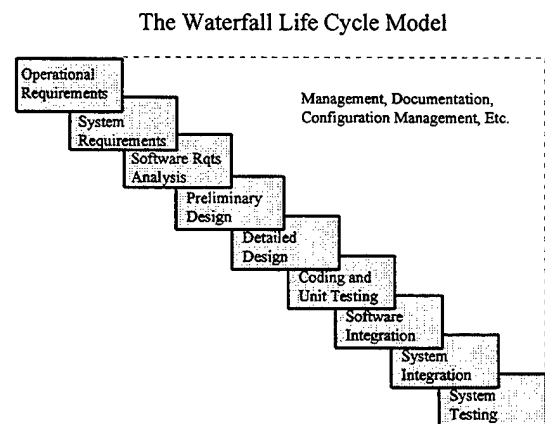 The Waterfall Life Cycle Model
Operational
Requirements
Management, Documentation,
Configuration Management, Etc.
System
Requirements
Software Rqts
Analysis
Preliminary
Design
Detailed
Design
Coding and
Unit Testing
Software
Integration
System
Integration
System
Testing